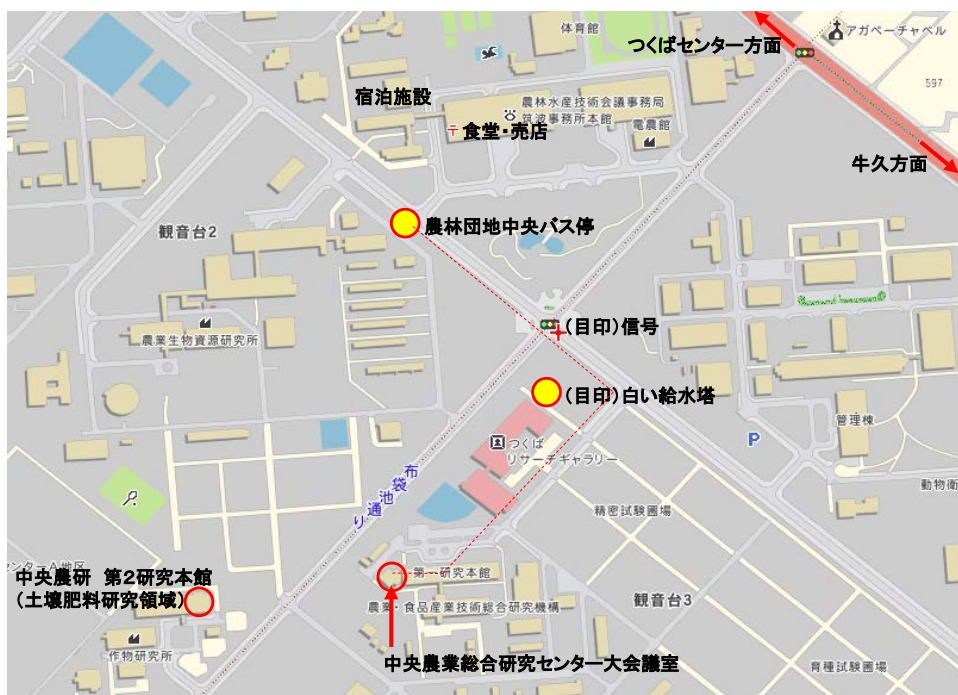 体育館
つくばセンター方面
アガペーチャペル
597
宿泊施設
農林水産技術会議事務局
筑波事務所本館
〒 食堂・売店
電農館
牛久方面
農林団地中央バス停
観音台2
(目印)信号
農業生物資源研究所
(目印)白い給水塔
管理棟
P
つくば
リサーチギャラリー
布袋池通り
動物衛
精密試験圃場
センターA地区
第一研究本館
中央農研 第2研究本館
(土壌肥料研究領域)
観音台3
農業・食品産業技術総合研究機構
作物研究所
中央農業総合研究センター大会議室
育種試験圃場